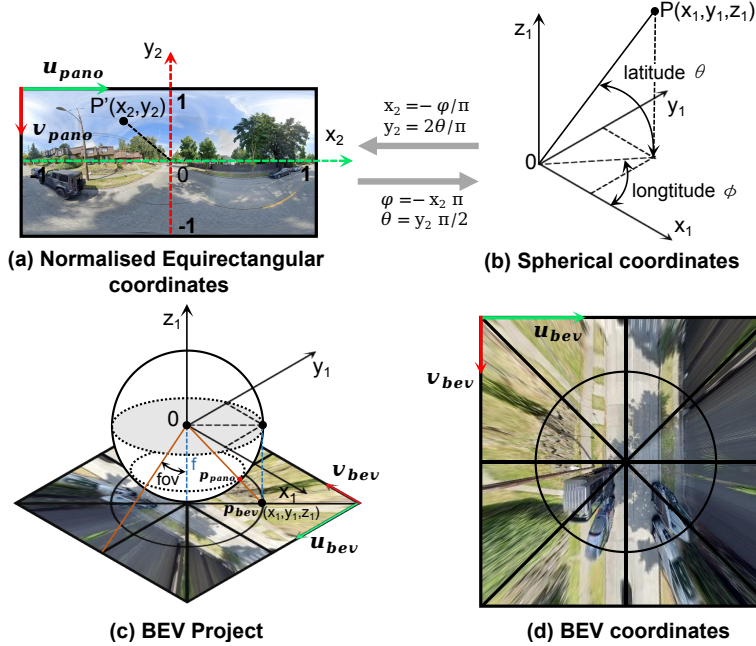 y₂
u_pano
1
P'(x₂,y₂)
v_pano
x₂
1
0
1
-1
(a) Normalised Equirectangular
coordinates
x₂ = − φ/π
y₂ = 2θ/π
φ = − x₂ π
θ = y₂ π/2
P(x₁,y₁,z₁)
z₁
latitude θ
y₁
0
longtitude ϕ
x₁
(b) Spherical coordinates
z₁
y₁
0
f
fov
p_pano
x₁
v_bev
p_bev
(x₁,y₁,z₁)
u_bev
(c) BEV Project
u_bev
v_bev
(d) BEV coordinates